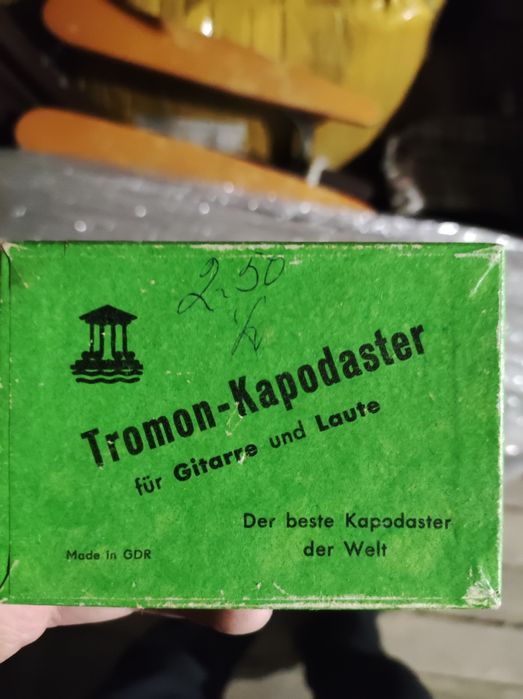 2,50
Tromon-Kapodaster
für Gitarre und Laute
Der beste Kapodaster
der Welt
Made in GDR